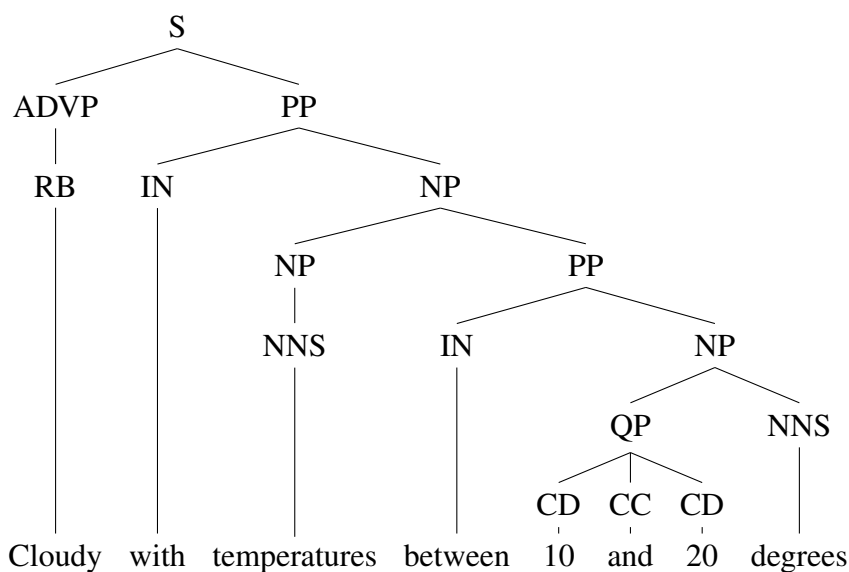 S
ADVP PP
RB IN NP
NP PP
NNS IN NP
QP NNS
CD CC CD
Cloudy with temperatures between 10 and 20 degrees